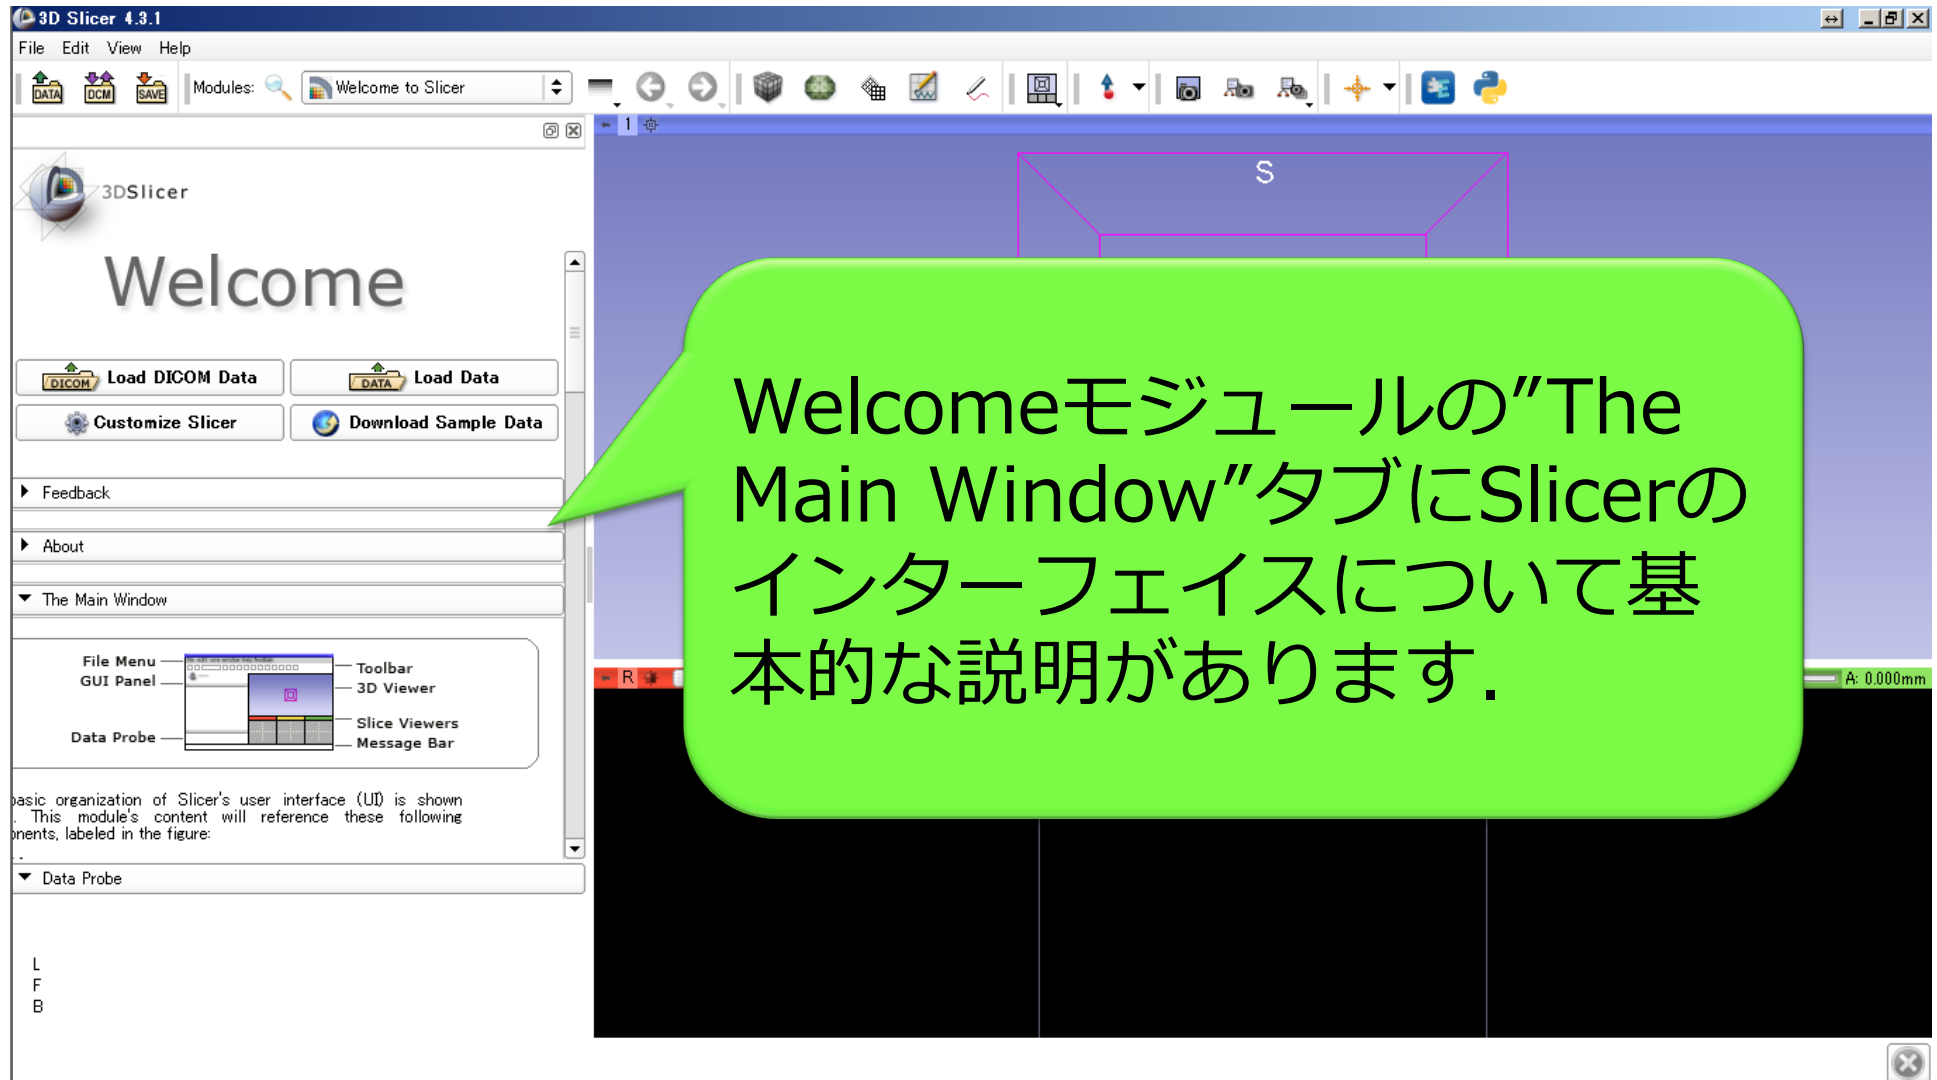 3D Slicer 4.3.1
File Edit View Help
DATA DCM SAVE Modules: Welcome to Slicer
1
3DSlicer
S
Welcome
DICOM Load DICOM Data DATA Load Data
Customize Slicer Download Sample Data
Feedback
About
The Main Window
File Menu
GUI Panel
Data Probe
Toolbar
3D Viewer
Slice Viewers
Message Bar
basic organization of Slicer's user interface (UI) is shown
. This module's content will reference these following
onents, labeled in the figure:
Data Probe
L
F
B
Welcomeモジュールの”The
Main Window”タブにSlicerの
インターフェイスについて基
本的な説明があります.
R
A: 0.000mm